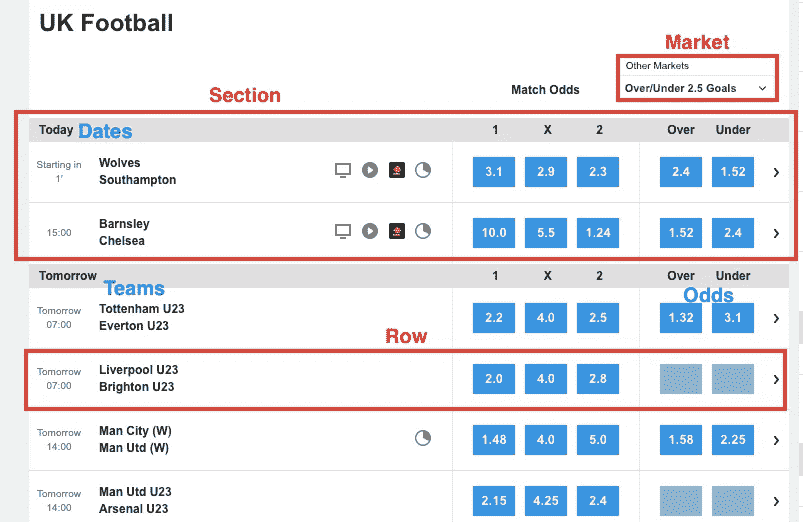 UK Football
Market
Other Markets
Match Odds
Over/Under 2.5 Goals
Section
Today Dates 1 X 2 Over Under
Starting in 1' Wolves Southampton 3.1 2.9 2.3 2.4 1.52
15:00 Barnsley Chelsea 10.0 5.5 1.24 1.52 2.4
Tomorrow 1 X 2 Over Under
Teams
Odds
Tomorrow 07:00 Tottenham U23 Everton U23 2.2 4.0 2.5 1.32 3.1
Row
Tomorrow 07:00 Liverpool U23 Brighton U23 2.0 4.0 2.8
Tomorrow 14:00 Man City (W) Man Utd (W) 1.48 4.0 5.0 1.58 2.25
Tomorrow 14:00 Man Utd U23 Arsenal U23 2.15 4.25 2.4